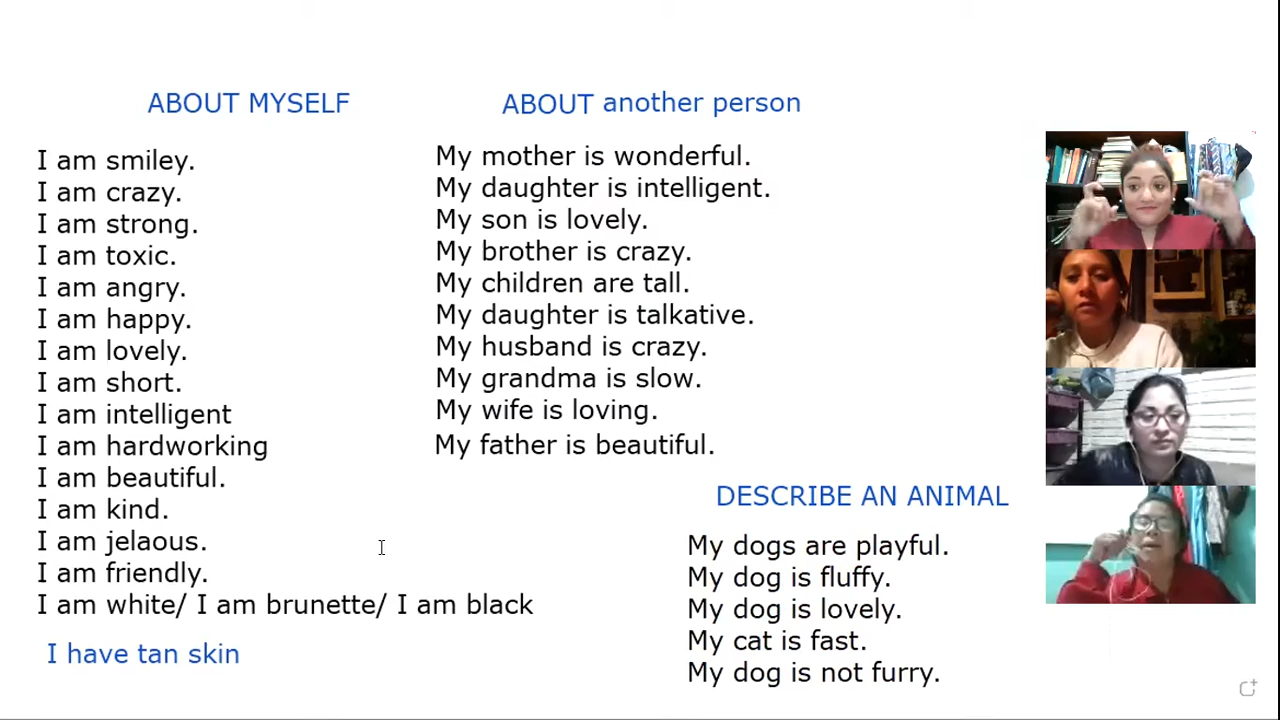 ABOUT MYSELF
I am smiley.
I am crazy.
I am strong.
I am toxic.
I am angry.
I am happy.
I am lovely.
I am short.
I am intelligent
I am hardworking
I am beautiful.
I am kind.
I am jelaous.
I am friendly.
I am white/ I am brunette/ I am black
I have tan skin
ABOUT another person
My mother is wonderful.
My daughter is intelligent.
My son is lovely.
My brother is crazy.
My children are tall.
My daughter is talkative.
My husband is crazy.
My grandma is slow.
My wife is loving.
My father is beautiful.
DESCRIBE AN ANIMAL
My dogs are playful.
My dog is fluffy.
My dog is lovely.
My cat is fast.
My dog is not furry.